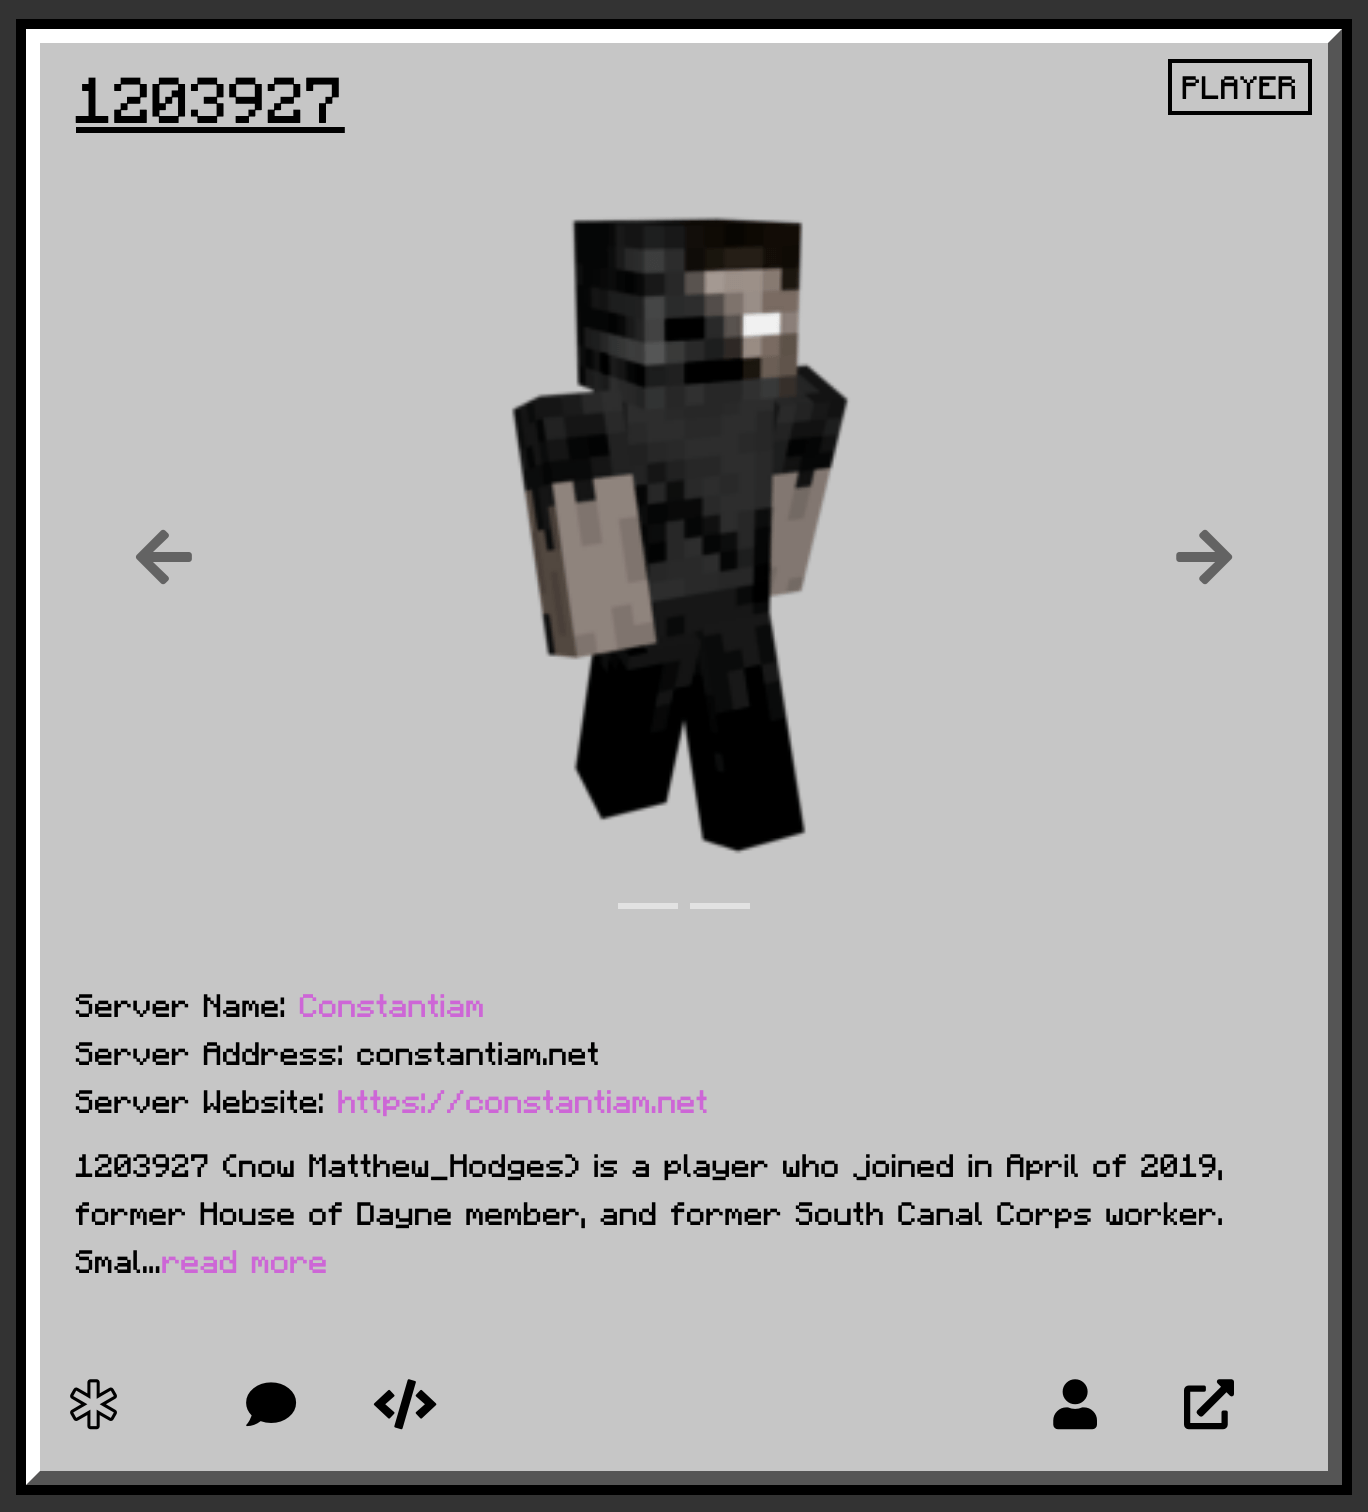 1203927
PLAYER
Server Name: Constantiam
Server Address: constantiam.net
Server Website: https://constantiam.net
1203927 (now Matthew_Hodges) is a player who joined in April of 2019,
former House of Dayne member, and former South Canal Corps worker.
Smal...read more